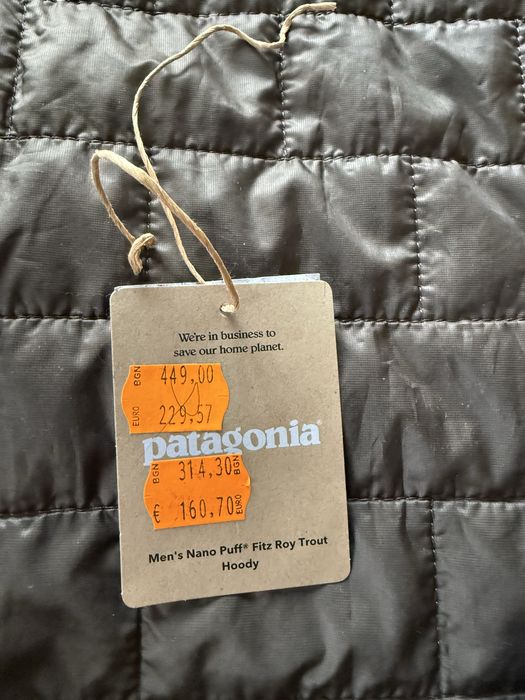 We're in business to
save our home planet.
BGN 449,00
EURO 229,57
patagonia®
BGN 314,30 BGN
€ 160,70 EURO
Men's Nano Puff® Fitz Roy Trout
Hoody